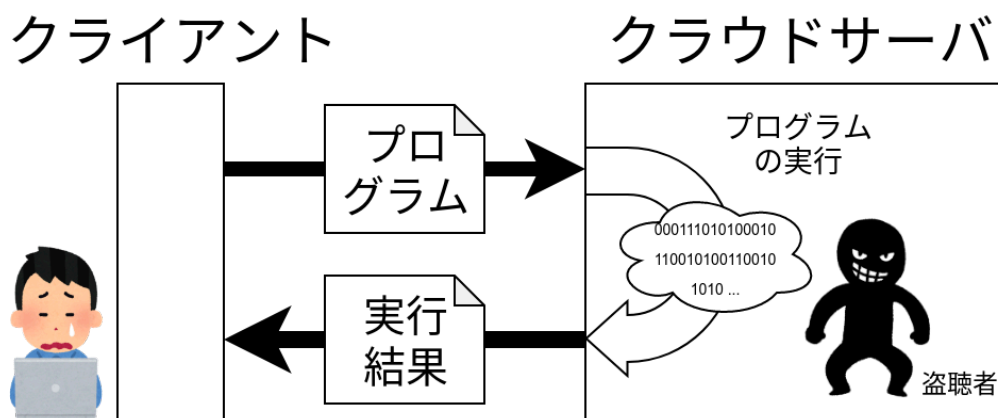 クライアント
クラウドサーバ
プロ
グラム
プログラム
の実行
000111010100010
110010100110010
1010 ...
実行
結果
盗聴者